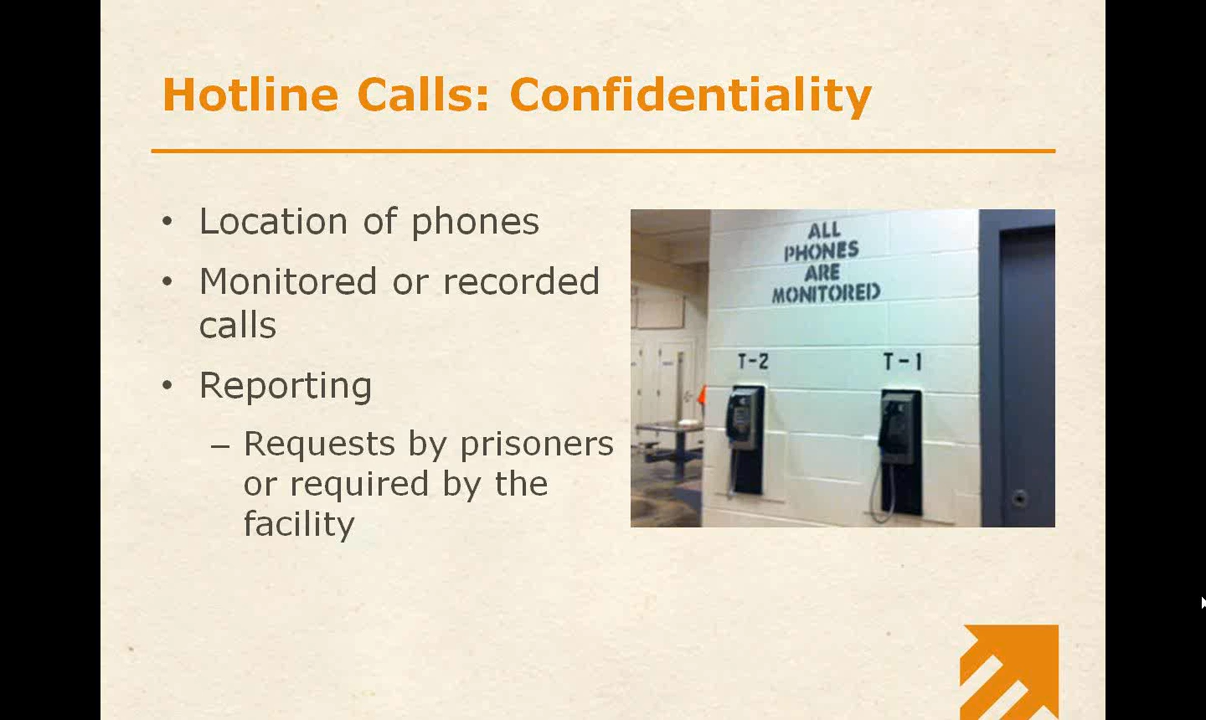 Hotline Calls: Confidentiality
• Location of phones
• Monitored or recorded
calls
• Reporting
– Requests by prisoners
or required by the
facility
ALL
PHONES
ARE
MONITORED
T-2
T-1